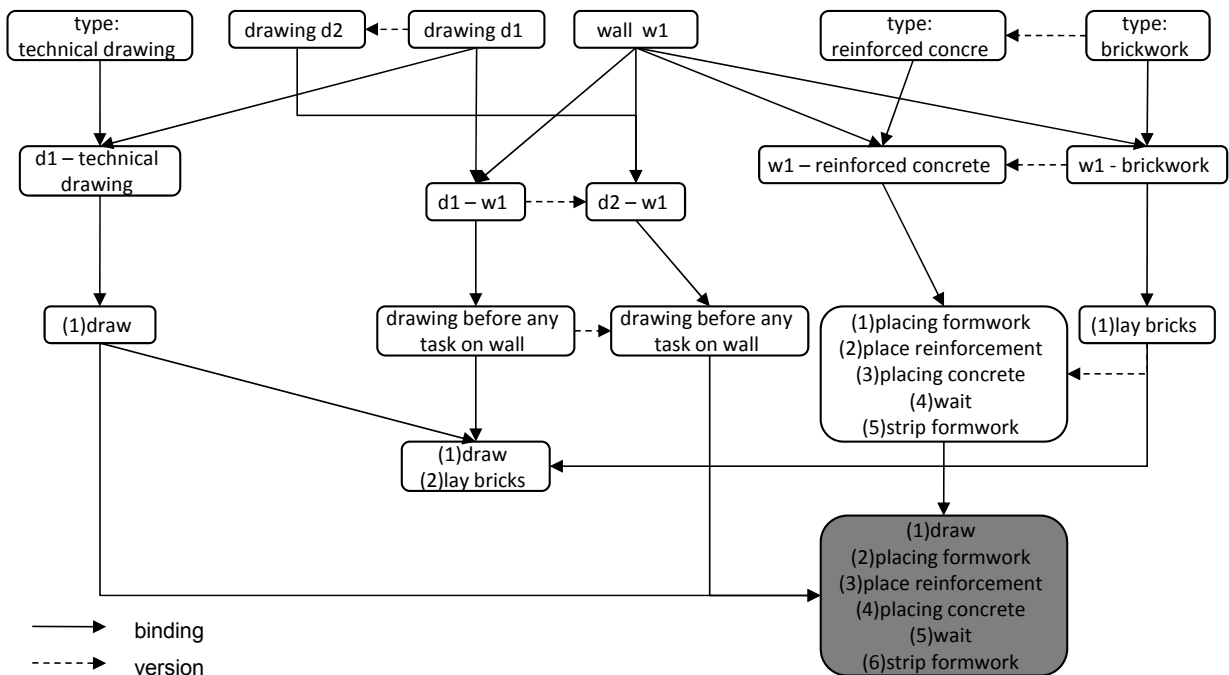 type:
technical drawing
drawing d2
drawing d1
wall w1
type:
reinforced concre
type:
brickwork
d1 – technical
drawing
w1 – reinforced concrete
w1 - brickwork
d1 – w1
d2 – w1
(1)draw
drawing before any
task on wall
drawing before any
task on wall
(1)placing formwork
(2)place reinforcement
(3)placing concrete
(4)wait
(5)strip formwork
(1)lay bricks
(1)draw
(2)lay bricks
(1)draw
(2)placing formwork
(3)place reinforcement
(4)placing concrete
(5)wait
(6)strip formwork
binding
version